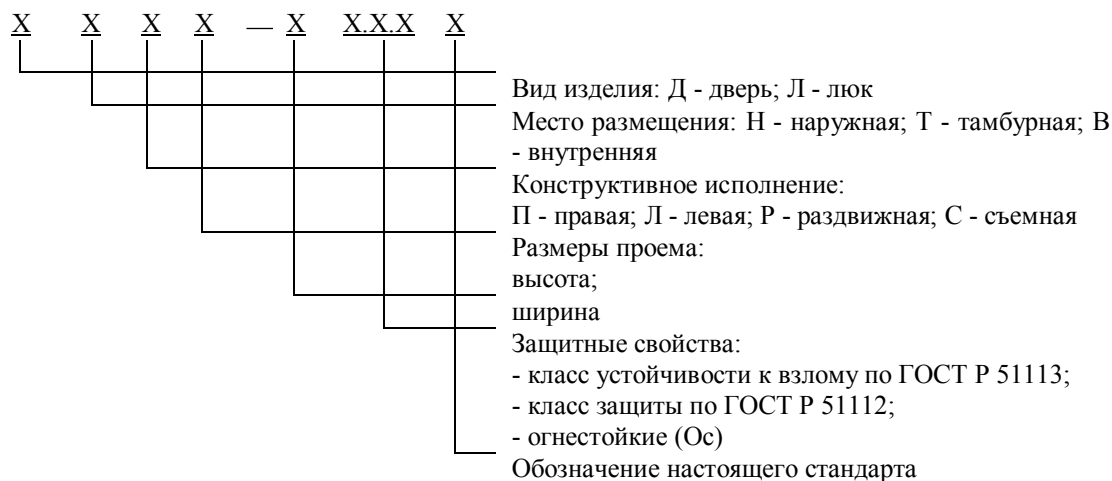 X X X X — X X.X.X X
Вид изделия: Д - дверь; Л - люк
Место размещения: Н - наружная; Т - тамбурная; В
- внутренняя
Конструктивное исполнение:
П - правая; Л - левая; Р - раздвижная; С - съемная
Размеры проема:
высота;
ширина
Защитные свойства:
- класс устойчивости к взлому по ГОСТ Р 51113;
- класс защиты по ГОСТ Р 51112;
- огнестойкие (Ос)
Обозначение настоящего стандарта